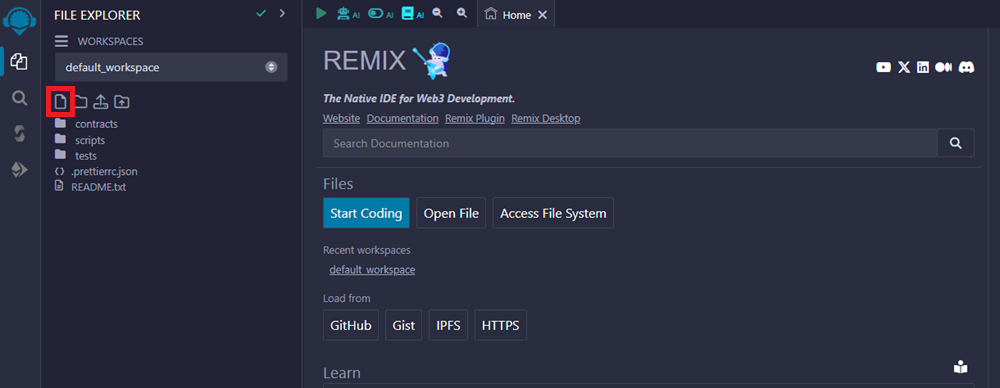 FILE EXPLORER
WORKSPACES
default_workspace
contracts
scripts
tests
.prettierrc.json
README.txt
AI AI AI Home
REMIX
The Native IDE for Web3 Development.
Website Documentation Remix Plugin Remix Desktop
Search Documentation
Files
Start Coding Open File Access File System
Recent workspaces
default_workspace
Load from
GitHub Gist IPFS HTTPS
Learn